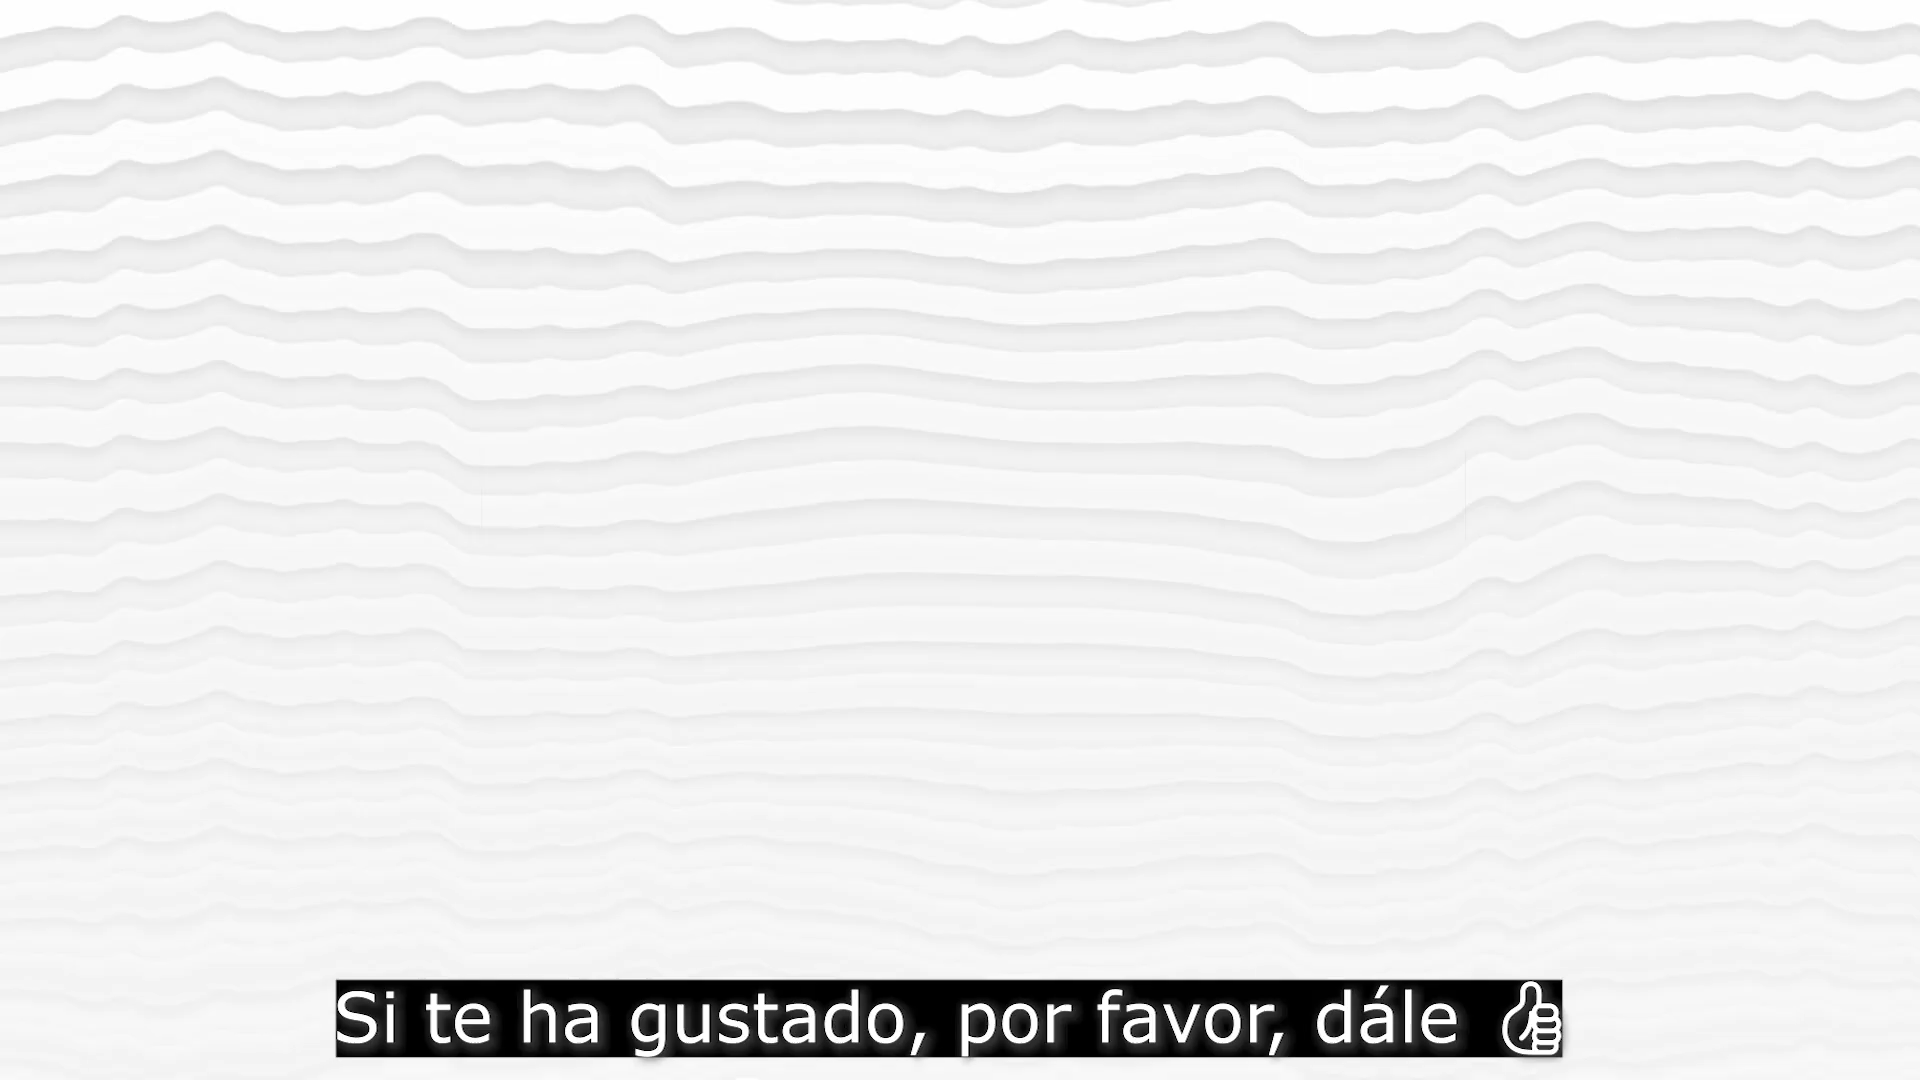 Si te ha gustado, por favor, dále 👍